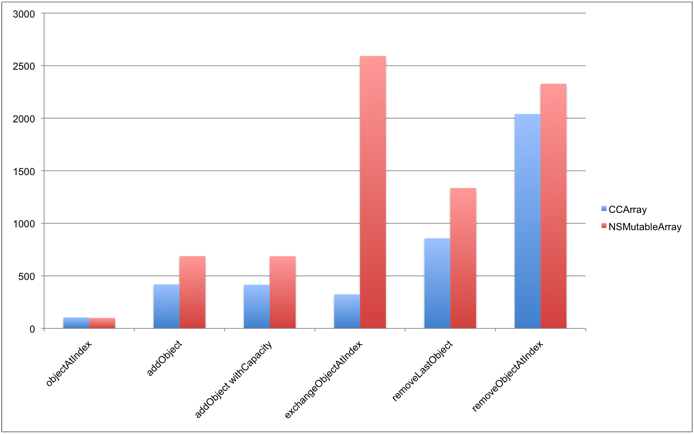 3000
2500
2000
1500
1000
500
0
objectAtIndex
addObject
addObject withCapacity
exchangeObjectAtIndex
removeLastObject
removeObjectAtIndex
CCArray
NSMutableArray